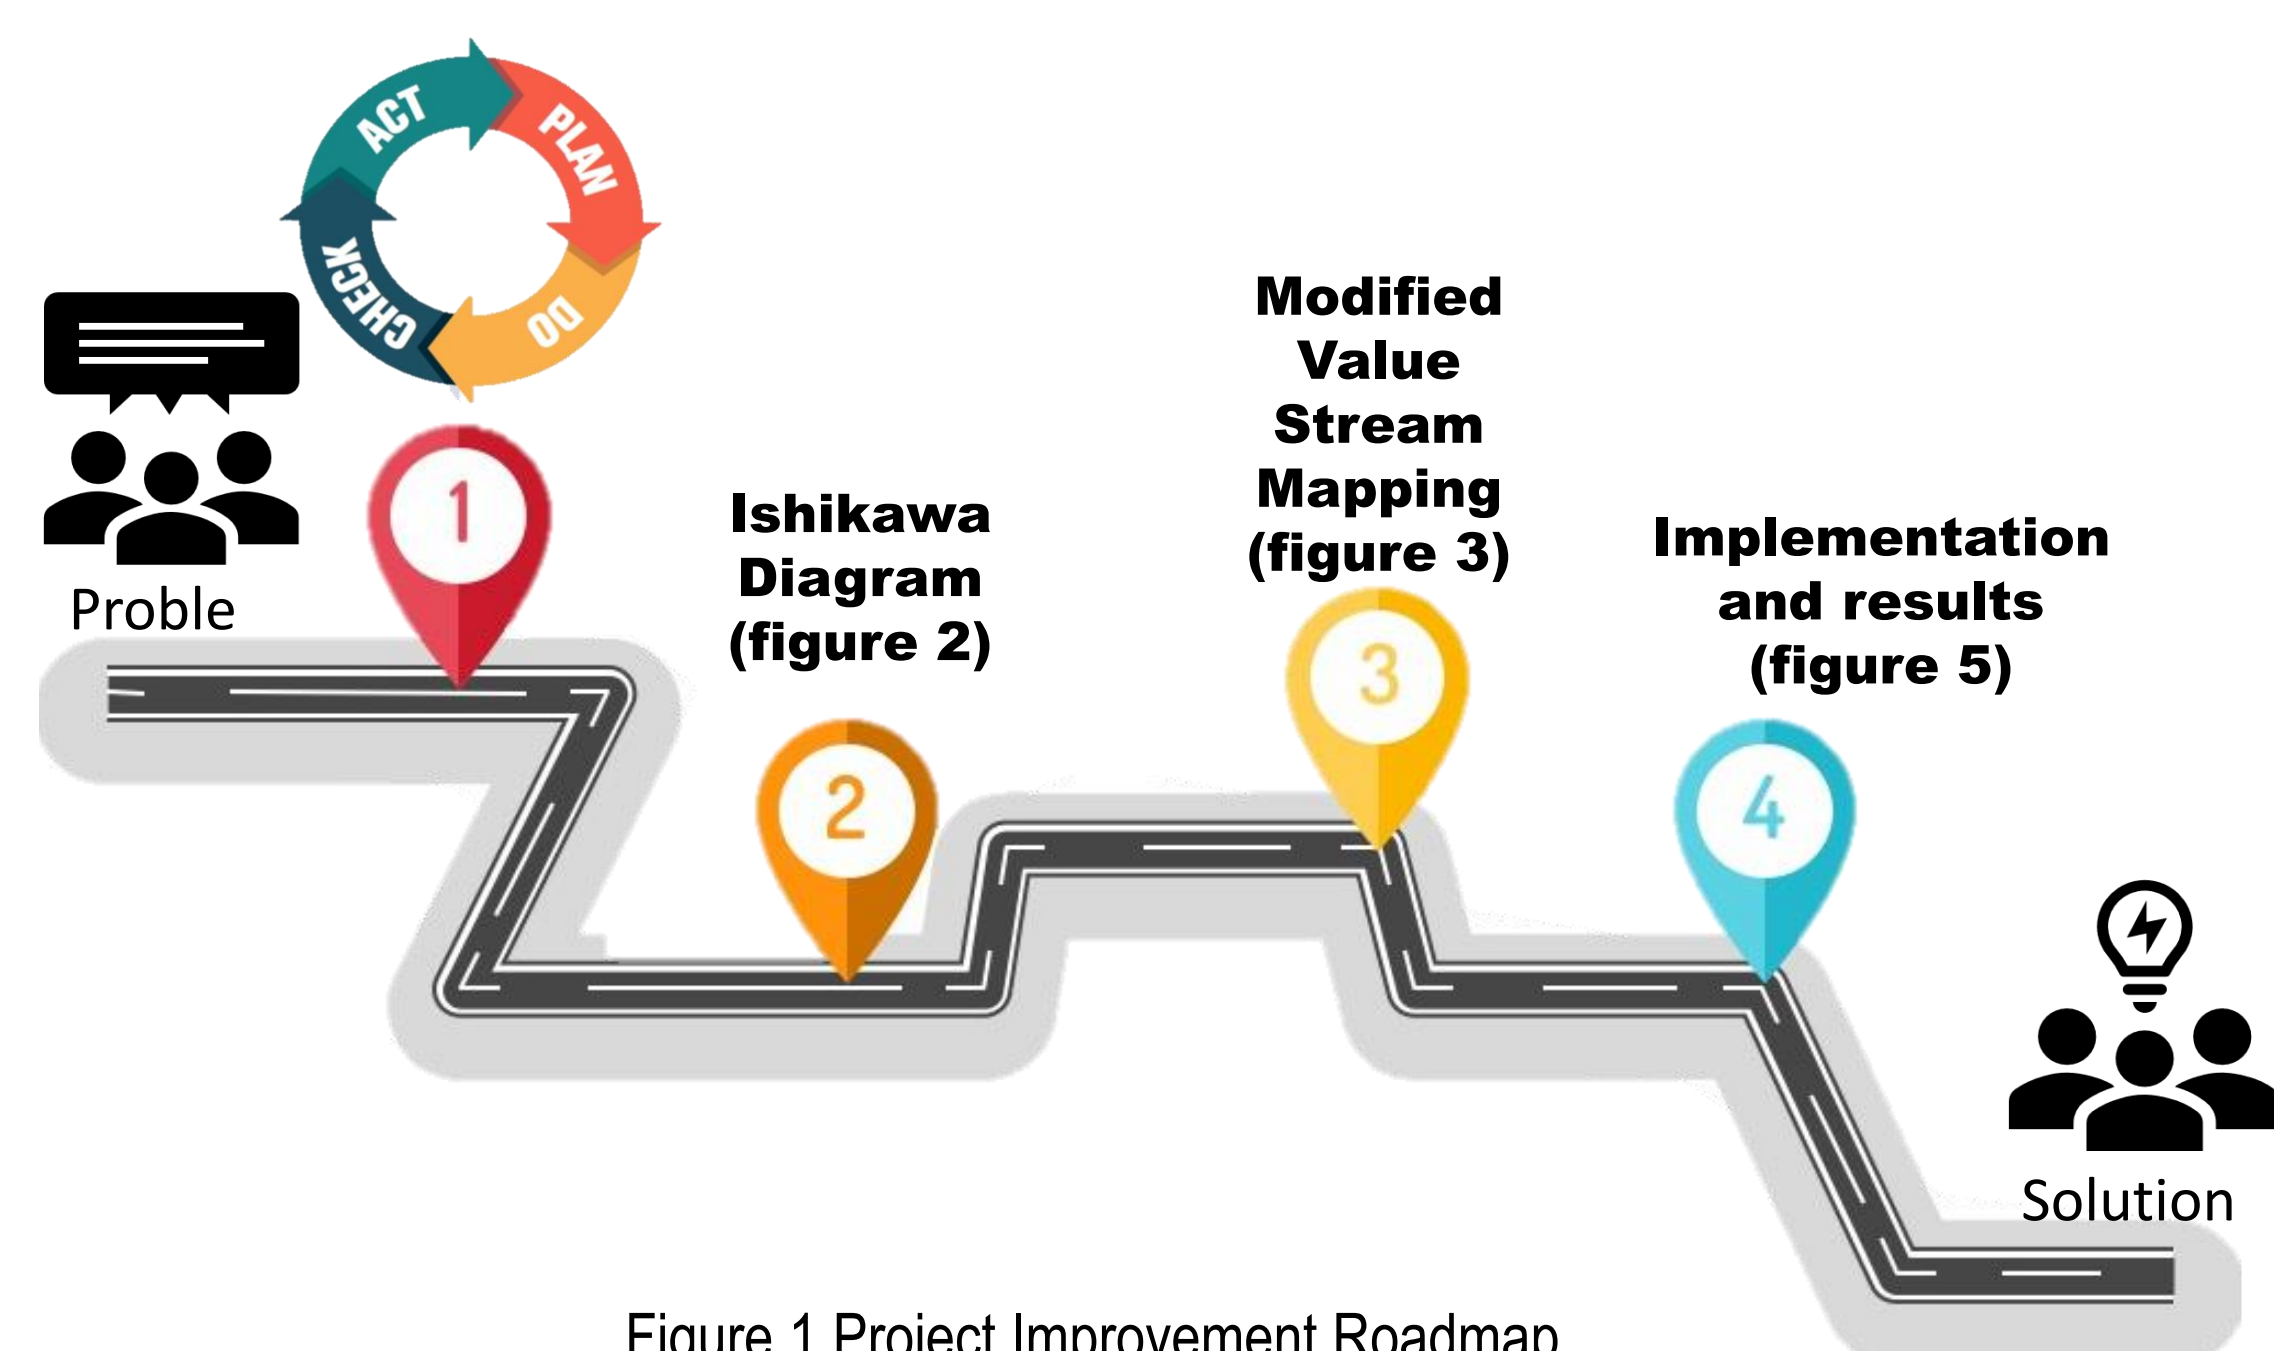 ACT
PLAN
CHECK
DO
Proble
1
Ishikawa
Diagram
(figure 2)
2
Modified
Value
Stream
Mapping
(figure 3)
3
Implementation
and results
(figure 5)
4
Solution
Figure 1 Project Improvement Roadmap